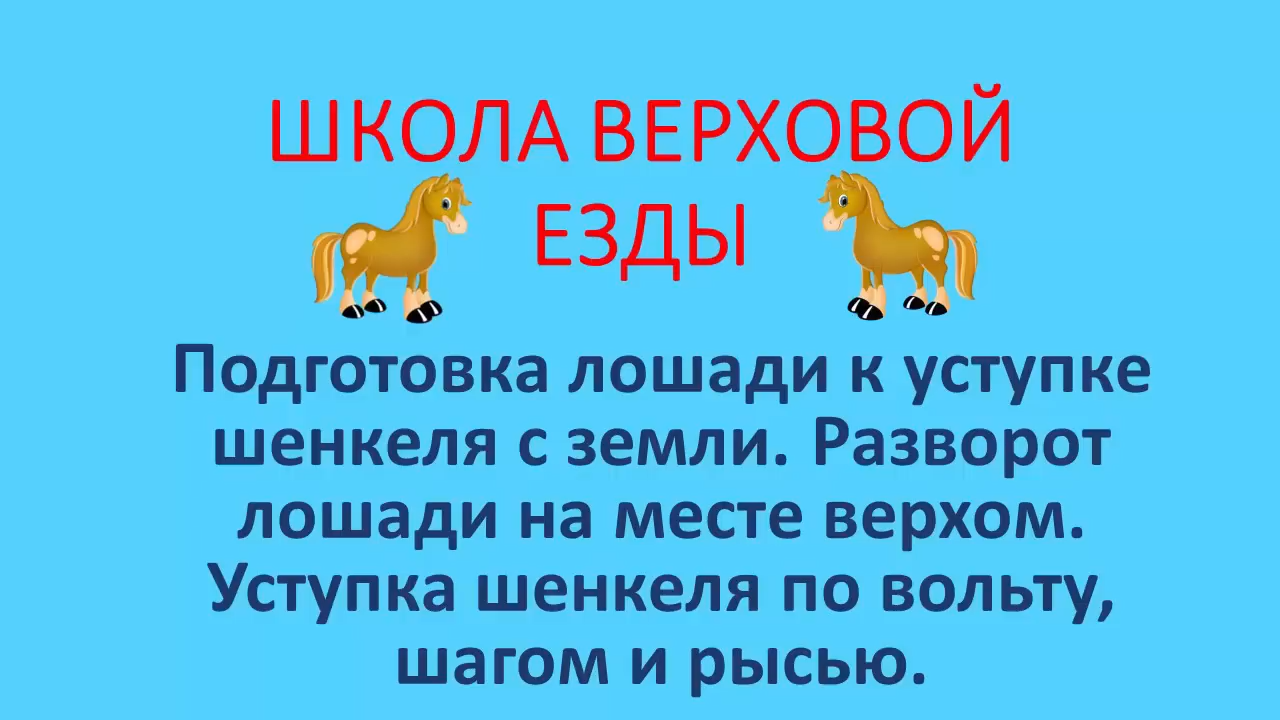 ШКОЛА ВЕРХОВОЙ
ЕЗДЫ
Подготовка лошади к уступке
шенкеля с земли. Разворот
лошади на месте верхом.
Уступка шенкеля по вольту,
шагом и рысью.